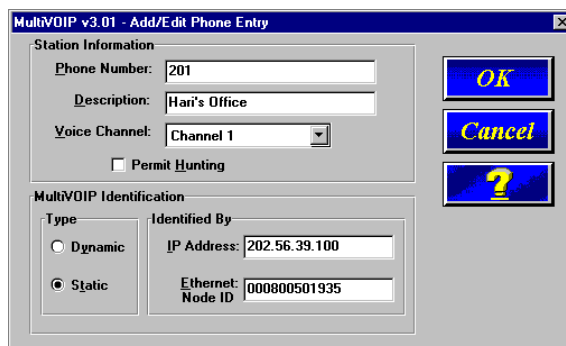 MultiVOIP v3.01 - Add/Edit Phone Entry
Station Information
Phone Number: 201
Description: Hari's Office
Voice Channel: Channel 1
Permit Hunting
OK
Cancel
?
MultiVOIP Identification
Type
Dynamic
Static
Identified By
IP Address: 202.56.39.100
Ethernet Node ID: 000800501935